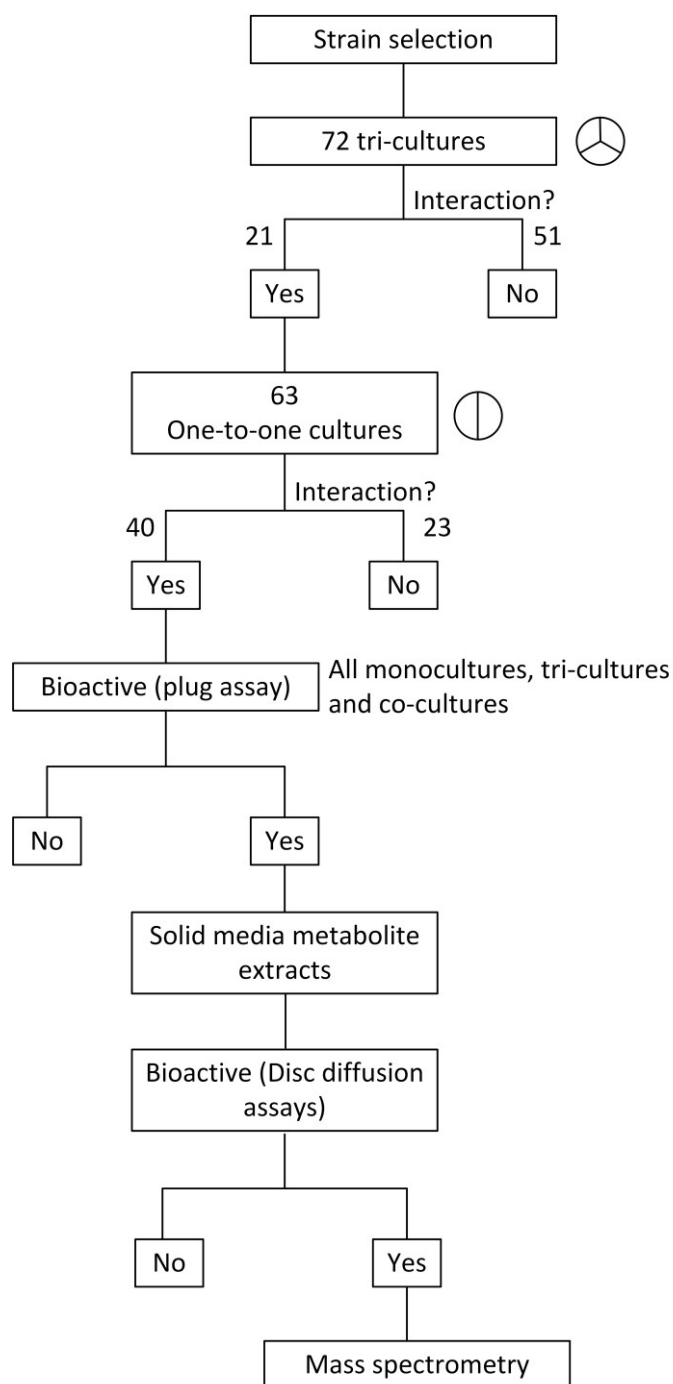 Strain selection
72 tri-cultures
Interaction?
21
51
Yes
No
63
One-to-one cultures
Interaction?
40
23
Yes
No
Bioactive (plug assay)
All monocultures, tri-cultures
and co-cultures
No
Yes
Solid media metabolite
extracts
Bioactive (Disc diffusion
assays)
No
Yes
Mass spectrometry